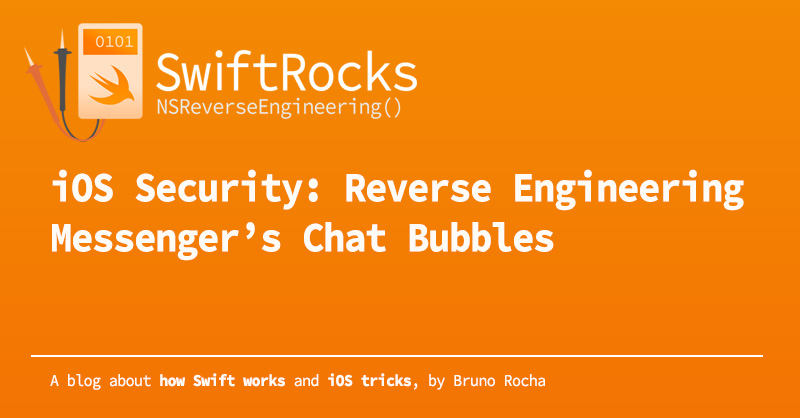 0101
SwiftRocks
NSReverseEngineering()
iOS Security: Reverse Engineering
Messenger’s Chat Bubbles
A blog about how Swift works and iOS tricks, by Bruno Rocha